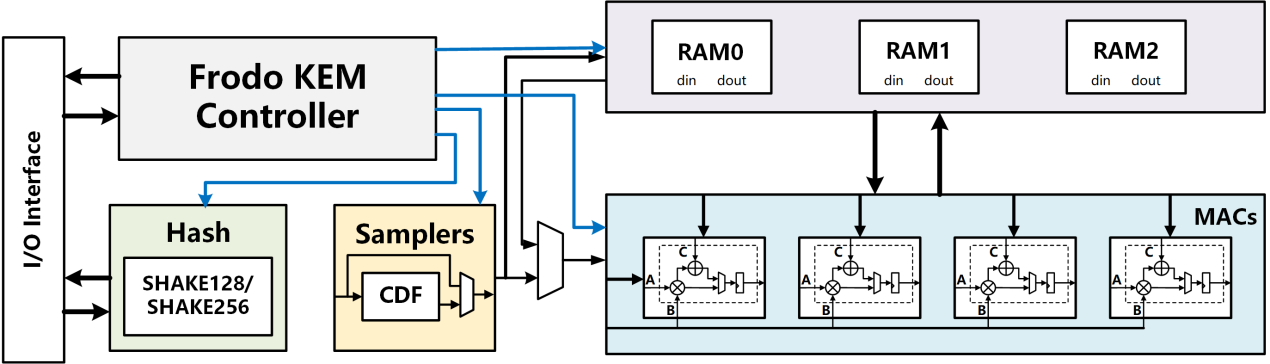 I/O Interface
Frodo KEM
Controller
Hash
SHAKE128/
SHAKE256
Samplers
CDF
RAM0
din dout
RAM1
din dout
RAM2
din dout
MACs
C
A
B
C
A
B
C
A
B
C
A
B